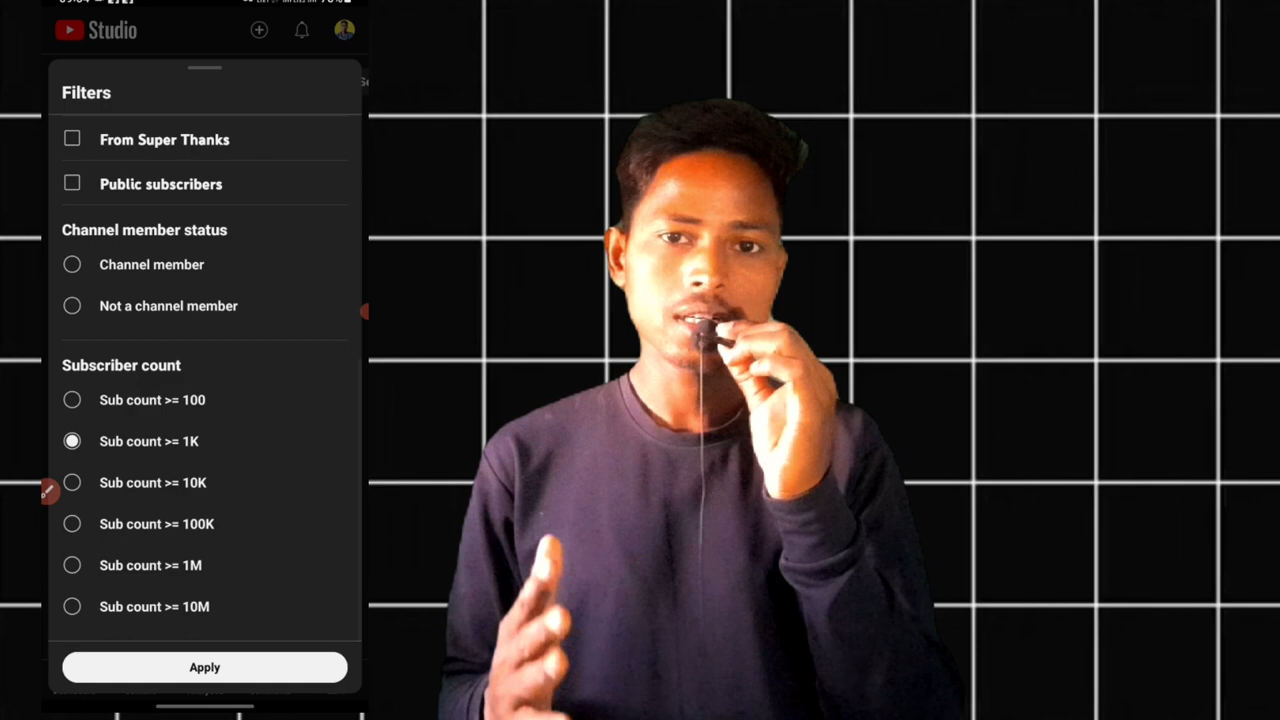 Studio
Filters
From Super Thanks
Public subscribers
Channel member status
Channel member
Not a channel member
Subscriber count
Sub count >= 100
Sub count >= 1K
Sub count >= 10K
Sub count >= 100K
Sub count >= 1M
Sub count >= 10M
Apply